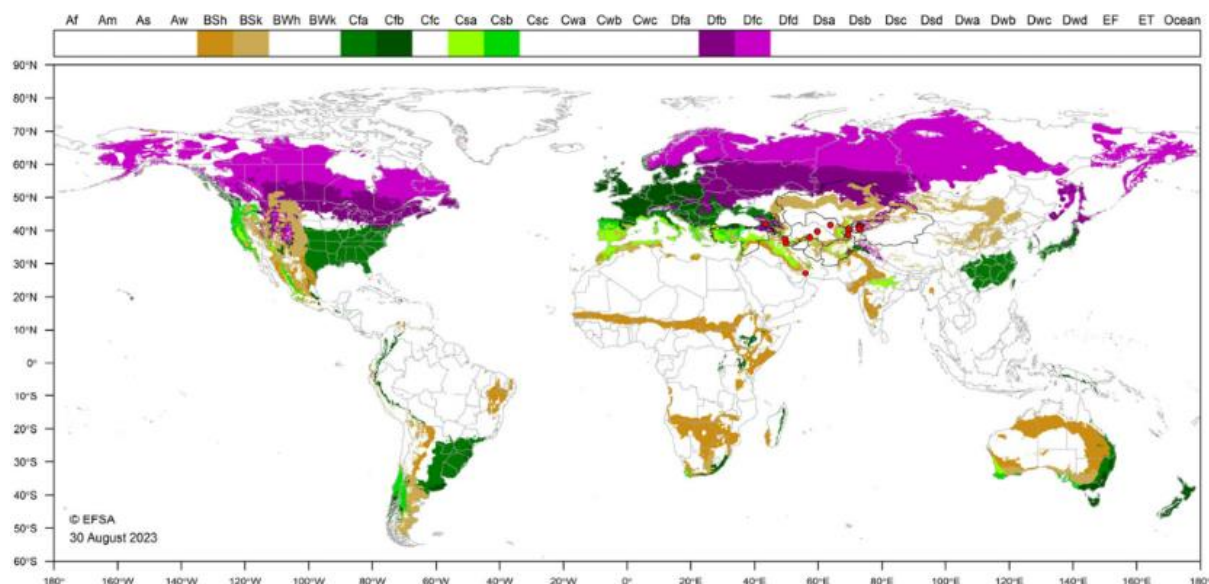 Af Am As Aw BSh BSk BWh BWk Cfa Cfb Cfc Csa Csb Csc Cwa Cwb Cwc Dfa Dfb Dfc Dfd Dsa Dsb Dsc Dsd Dwa Dwb Dwc Dwd EF ET Ocean
90°N
80°N
70°N
60°N
50°N
40°N
30°N
20°N
10°N
0°
10°S
20°S
30°S
40°S
50°S
60°S
© EFSA
30 August 2023
180° 160°W 140°W 120°W 100°W 80°W 60°W 40°W 20°W 0° 20°E 40°E 60°E 80°E 100°E 120°E 140°E 160°E 180